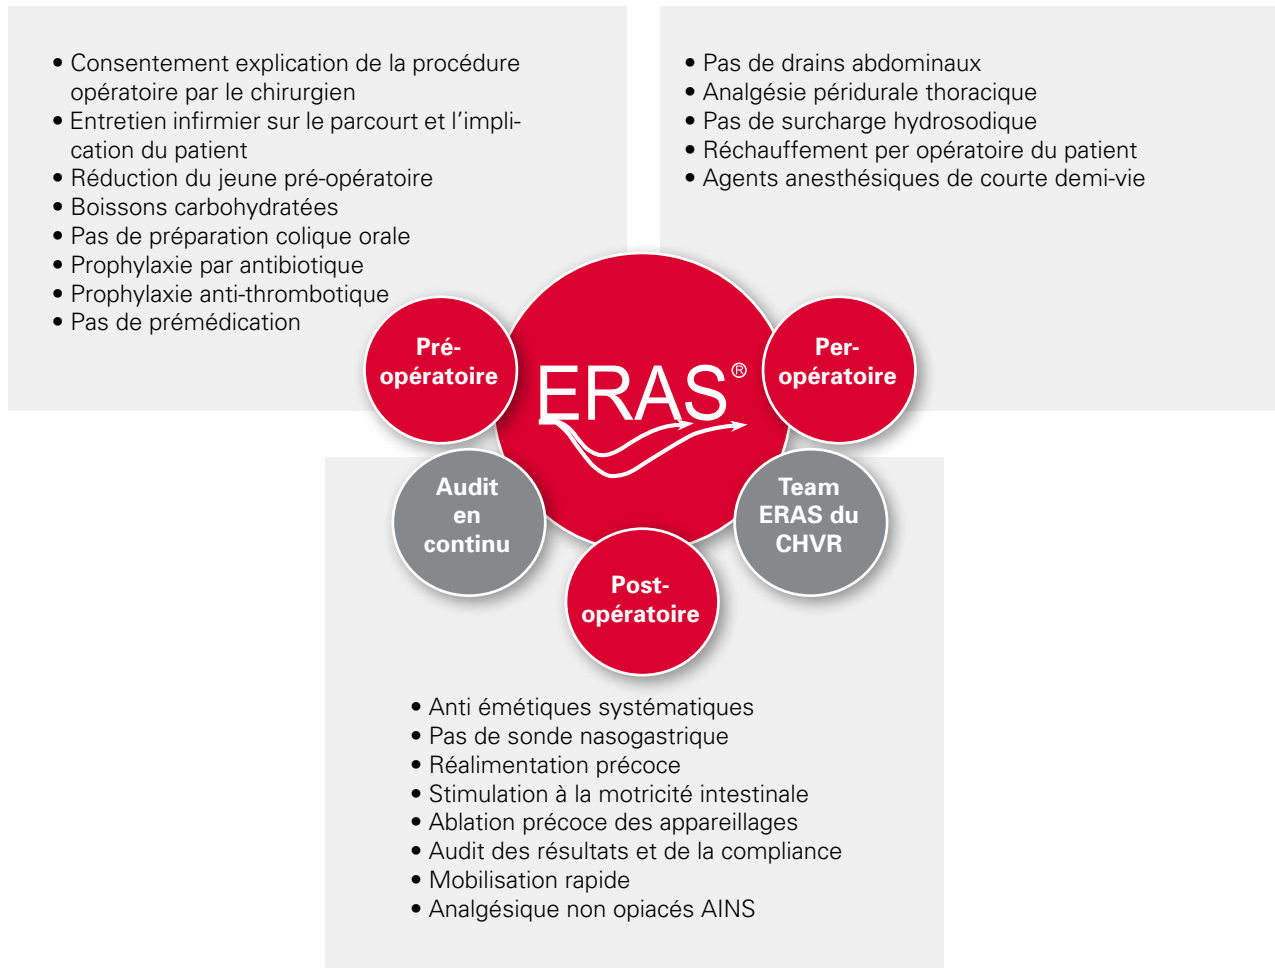 • Consentement explication de la procédure
opératoire par le chirurgien
• Entretien infirmier sur le parcourt et l’impli-
cation du patient
• Réduction du jeune pré-opératoire
• Boissons carbohydratées
• Pas de préparation colique orale
• Prophylaxie par antibiotique
• Prophylaxie anti-thrombotique
• Pas de prémédication
• Pas de drains abdominaux
• Analgésie péridurale thoracique
• Pas de surcharge hydrosodique
• Réchauffement per opératoire du patient
• Agents anesthésiques de courte demi-vie
Pré-
opératoire
ERAS®
Per-
opératoire
Audit
en
continu
Team
ERAS du
CHVR
Post-
opératoire
• Anti émétiques systématiques
• Pas de sonde nasogastrique
• Réalimentation précoce
• Stimulation à la motricité intestinale
• Ablation précoce des appareillages
• Audit des résultats et de la compliance
• Mobilisation rapide
• Analgésique non opiacés AINS